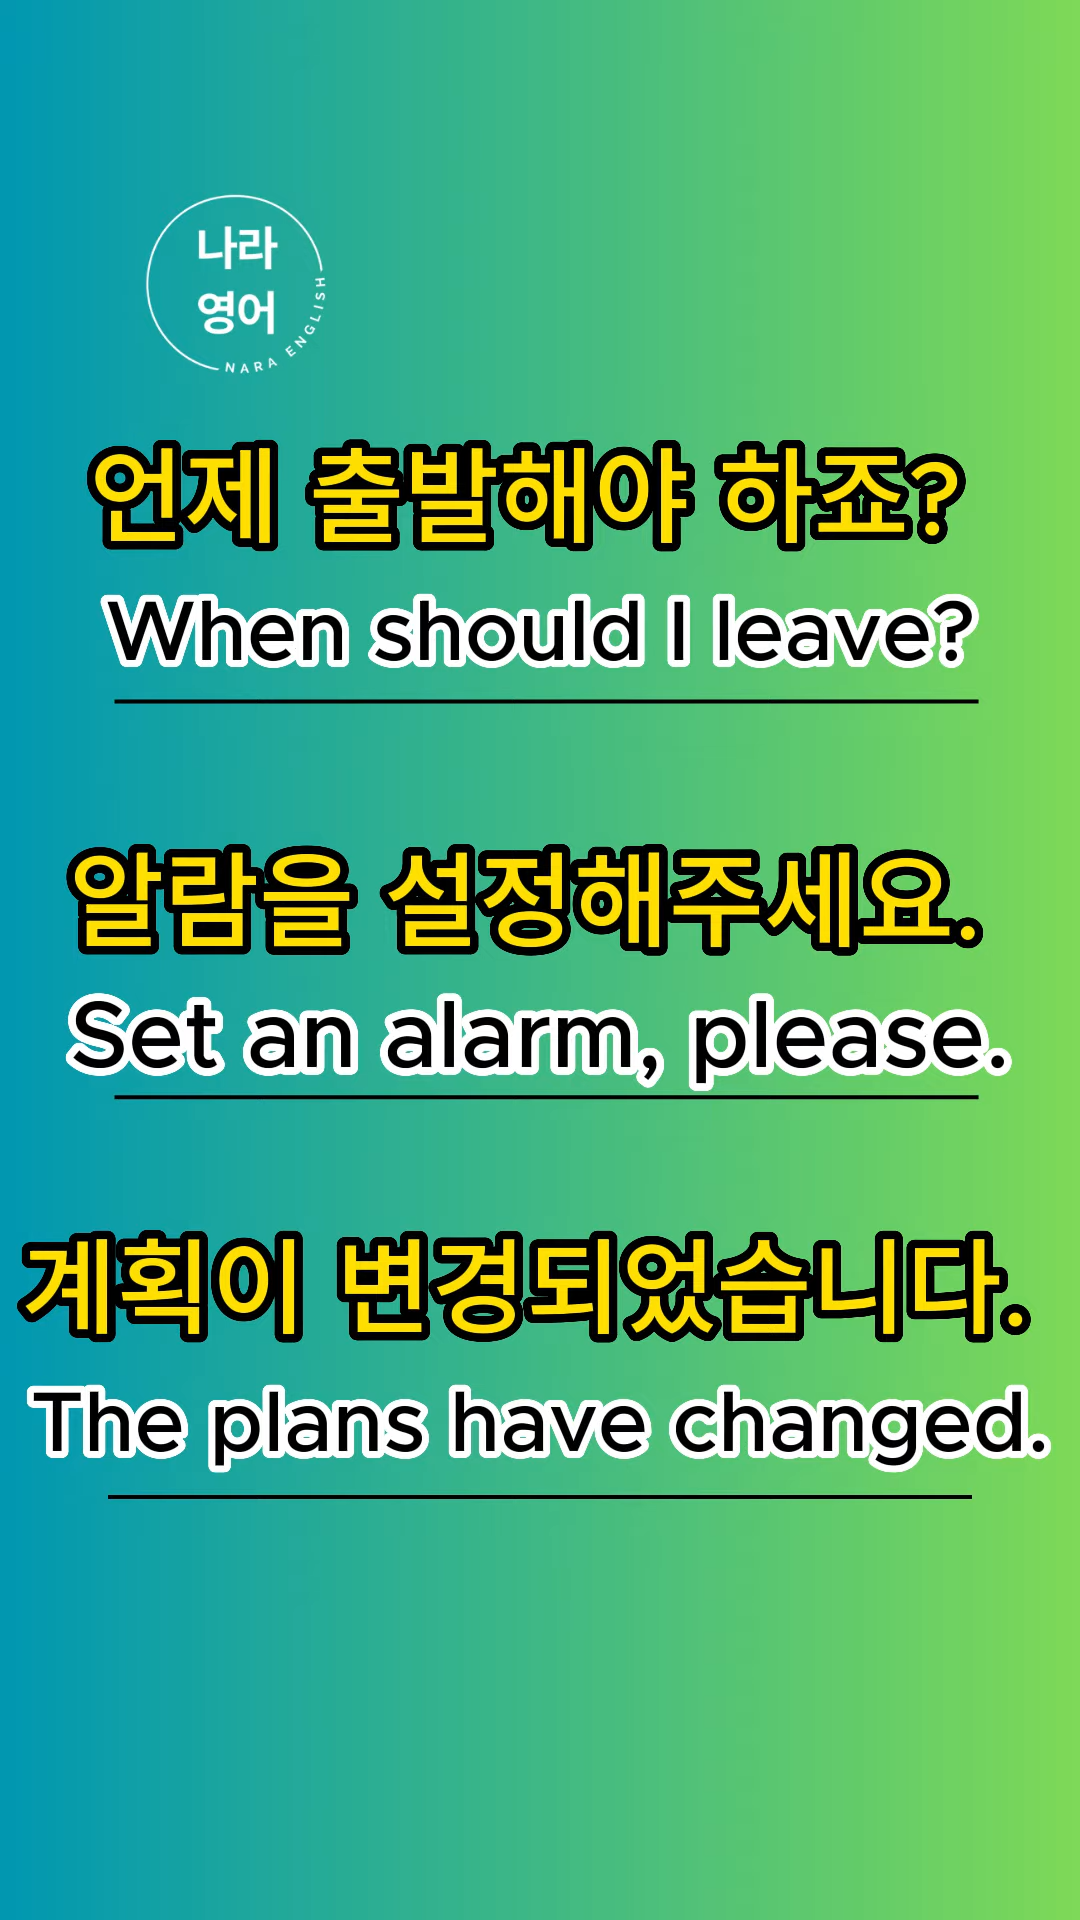 나라
영어
NARA ENGLISH
언제 출발해야 하죠?
When should I leave?
알람을 설정해주세요.
Set an alarm, please.
계획이 변경되었습니다.
The plans have changed.